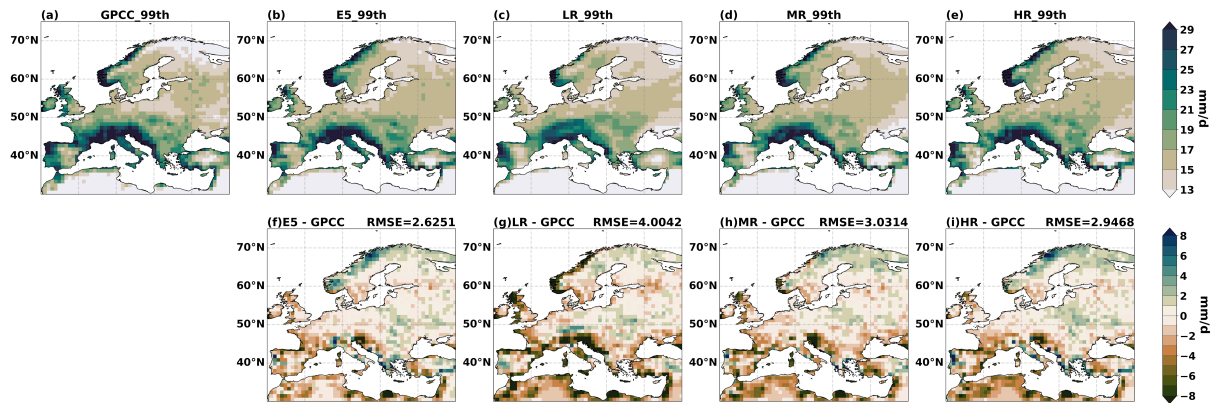 (a) GPCC_99th
(b) E5_99th
(c) LR_99th
(d) MR_99th
(e) HR_99th
70°N
60°N
50°N
40°N
70°N
60°N
50°N
40°N
70°N
60°N
50°N
40°N
70°N
60°N
50°N
40°N
70°N
60°N
50°N
40°N
29
27
25
23
21
19
17
15
13
mm/d
(f)E5 - GPCC RMSE=2.6251
(g)LR - GPCC RMSE=4.0042
(h)MR - GPCC RMSE=3.0314
(i)HR - GPCC RMSE=2.9468
70°N
60°N
50°N
40°N
70°N
60°N
50°N
40°N
70°N
60°N
50°N
40°N
70°N
60°N
50°N
40°N
8
6
4
2
0
−2
−4
−6
−8
mm/d